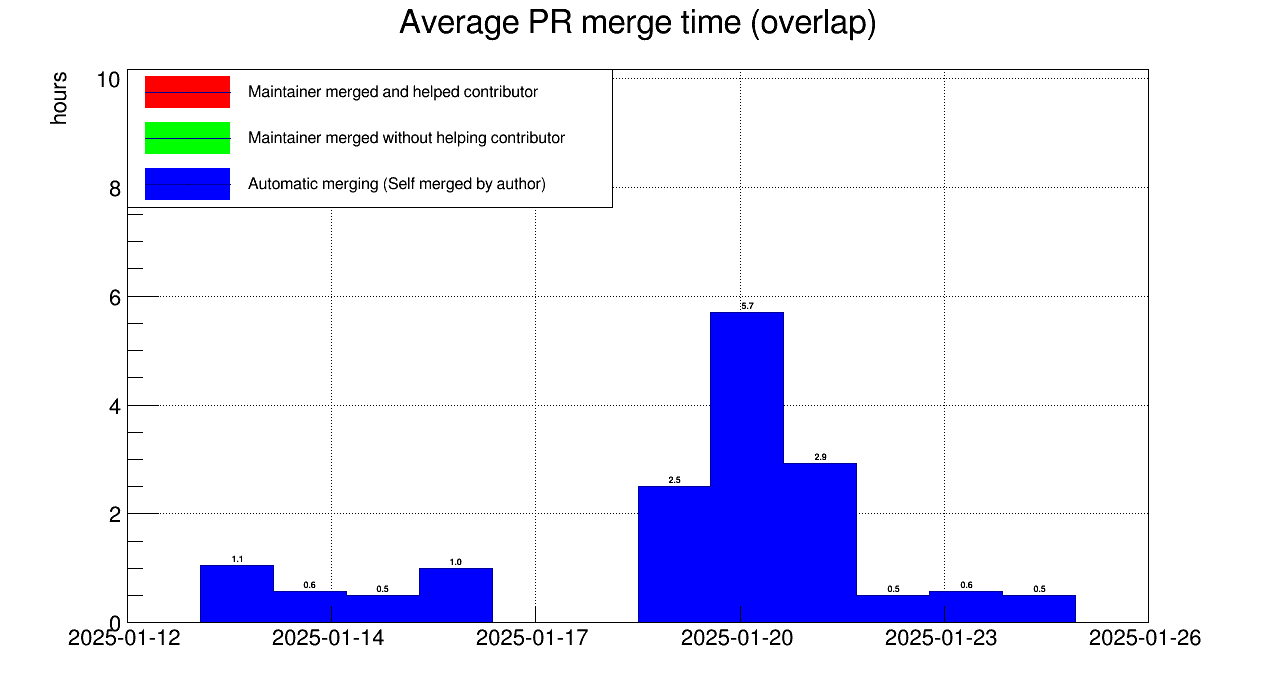 Average PR merge time (overlap)
hours
10
8
6
4
2
0
Maintainer merged and helped contributor
Maintainer merged without helping contributor
Automatic merging (Self merged by author)
1.1
0.6
0.5
1.0
2.5
5.7
2.9
0.5
0.6
0.5
2025-01-12 2025-01-14 2025-01-17 2025-01-20 2025-01-23 2025-01-26